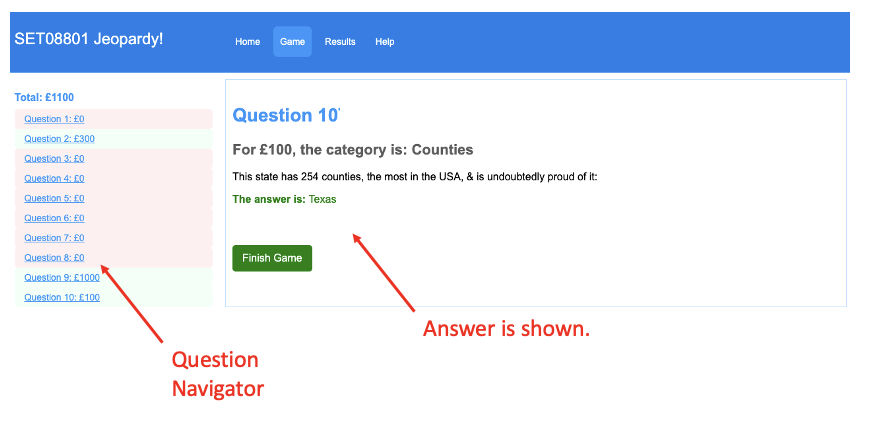 SET08801 Jeopardy!
Home
Game
Results
Help
Total: £1100
Question 1: £0
Question 2: £300
Question 3: £0
Question 4: £0
Question 5: £0
Question 6: £0
Question 7: £0
Question 8: £0
Question 9: £1000
Question 10: £100
Question 10'
For £100, the category is: Counties
This state has 254 counties, the most in the USA, & is undoubtedly proud of it:
The answer is: Texas
Finish Game
Answer is shown.
Question
Navigator